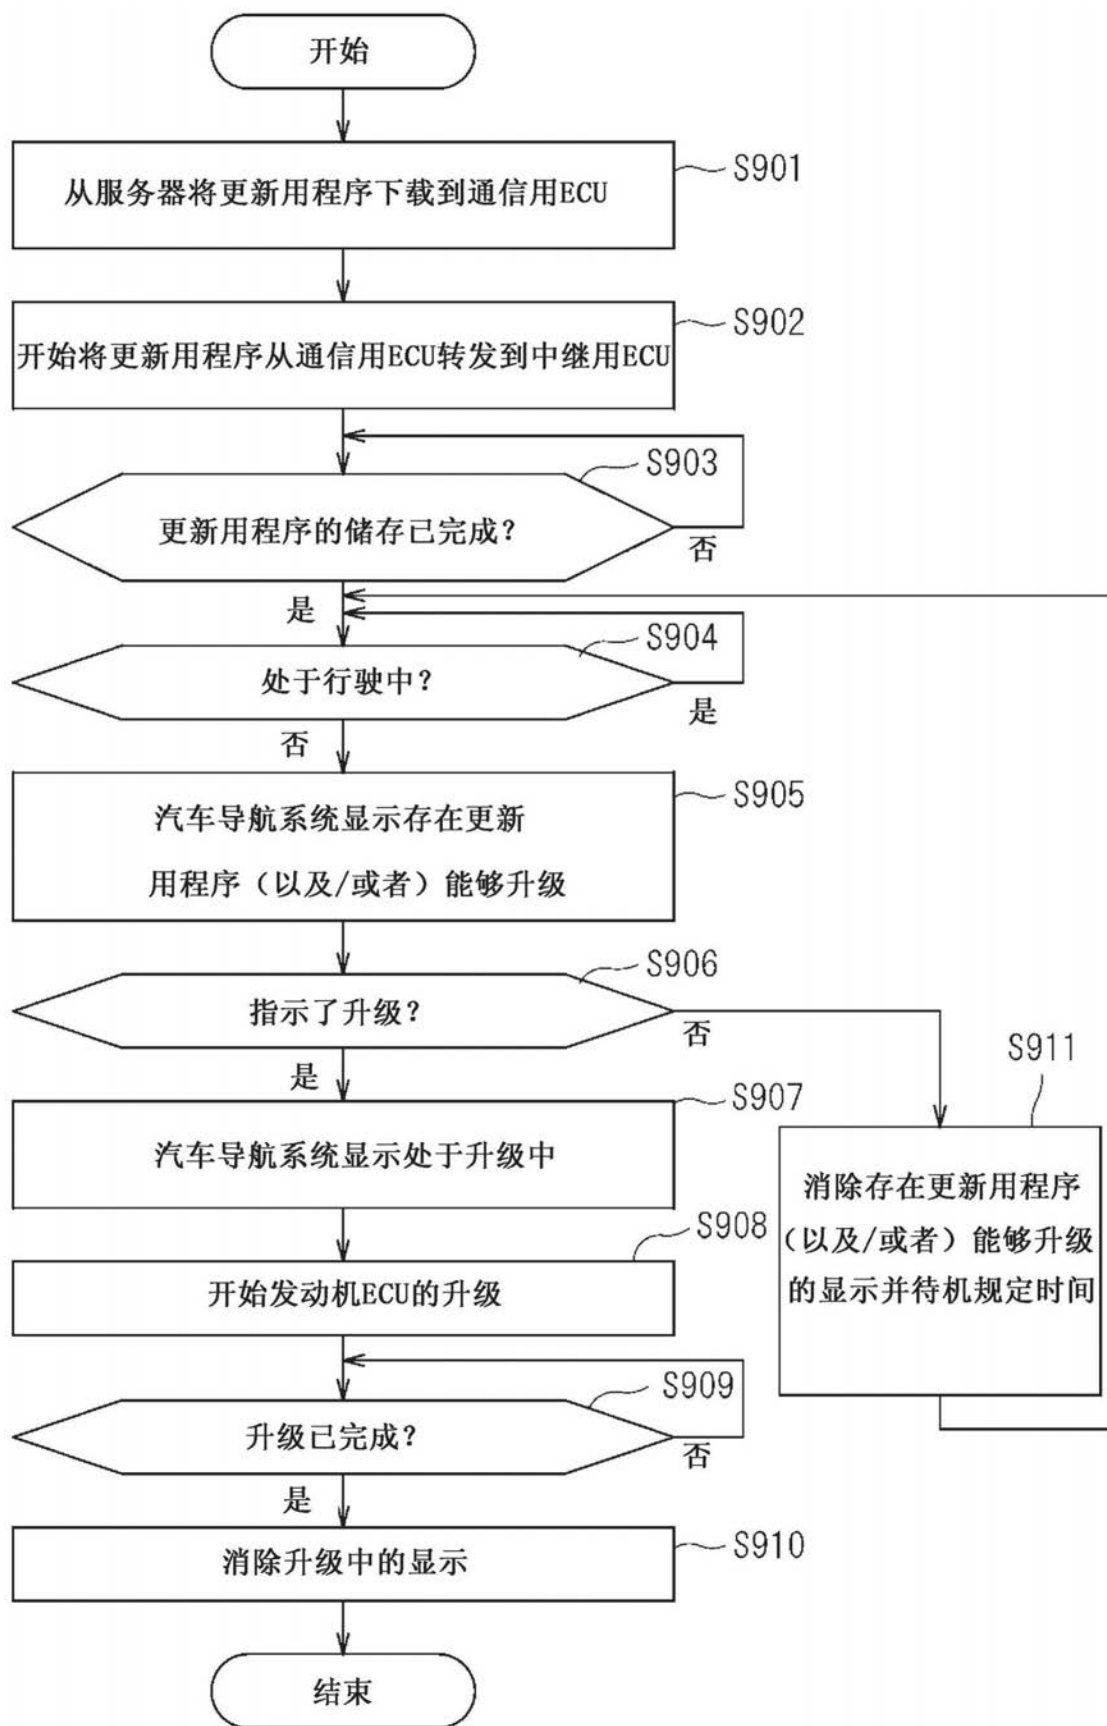 开始
从服务器将更新用程序下载到通信用ECU
S901
开始将更新用程序从通信用ECU转发到中继用ECU
S902
更新用程序的储存已完成？
S903
否
是
处于行驶中？
S904
是
否
汽车导航系统显示存在更新
用程序（以及/或者）能够升级
S905
指示了升级？
S906
否
是
汽车导航系统显示处于升级中
S907
S911
消除存在更新用程序
（以及/或者）能够升级
的显示并待机规定时间
开始发动机ECU的升级
S908
升级已完成？
S909
否
是
消除升级中的显示
S910
结束